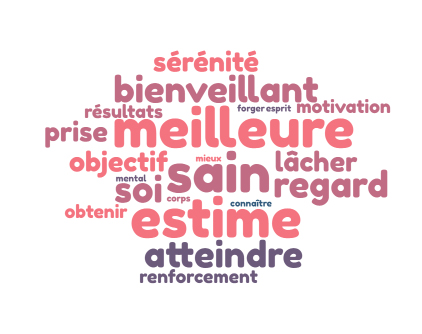 sérénité
bienveillant
résultats forger esprit motivation
prise meilleure
objectif mieux lâcher
mental soi sain regard
corps
obtenir estime connaître
atteindre
renforcement